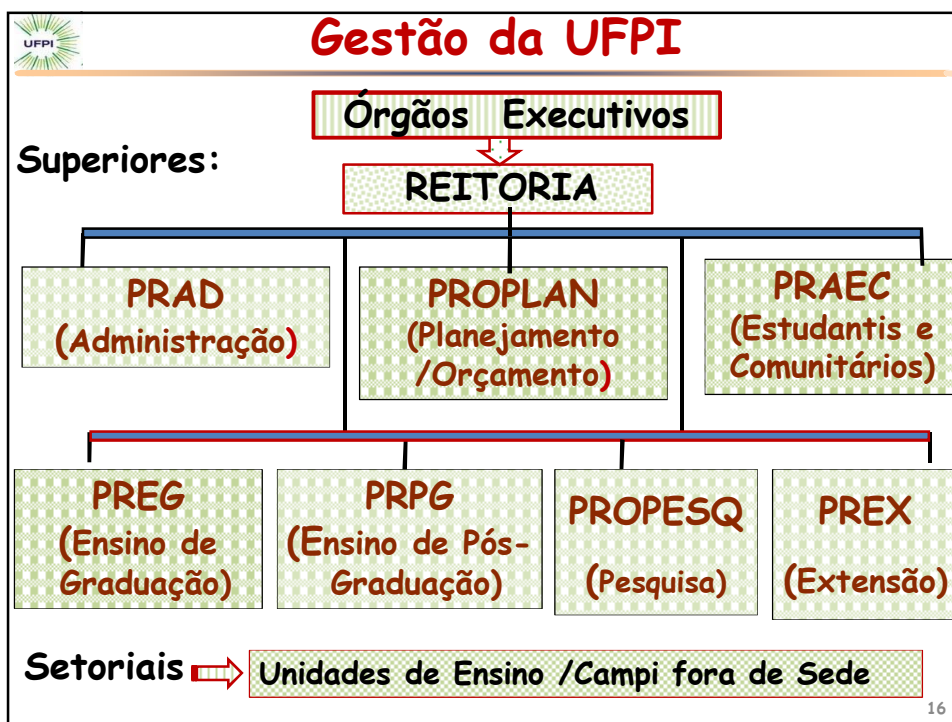 UFPI
Gestão da UFPI
Órgãos Executivos
Superiores:
REITORIA
PRAD
(Administração)
PROPLAN
(Planejamento
/Orçamento)
PRAEC
(Estudantis e
Comunitários)
PREG
(Ensino de
Graduação)
PRPG
(Ensino de Pós-
Graduação)
PROPESQ
(Pesquisa)
PREX
(Extensão)
Setoriais
Unidades de Ensino /Campi fora de Sede
16